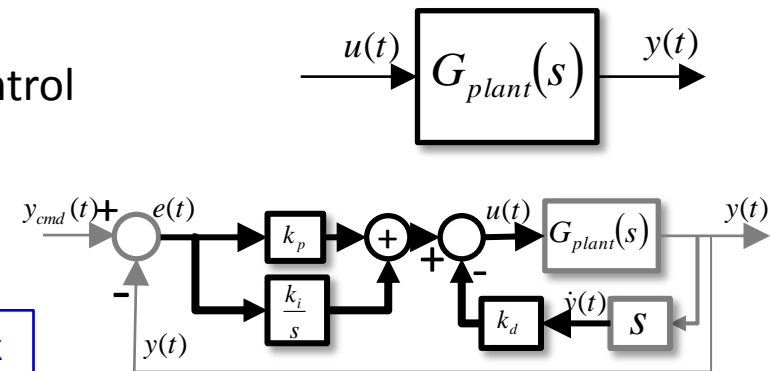 u(t) G_plant(s) y(t)
ntrol
y_cmd(t) + e(t) k_p + + u(t) G_plant(s) y(t)
- k_i/s - k_d ẏ(t) s
y(t)
k